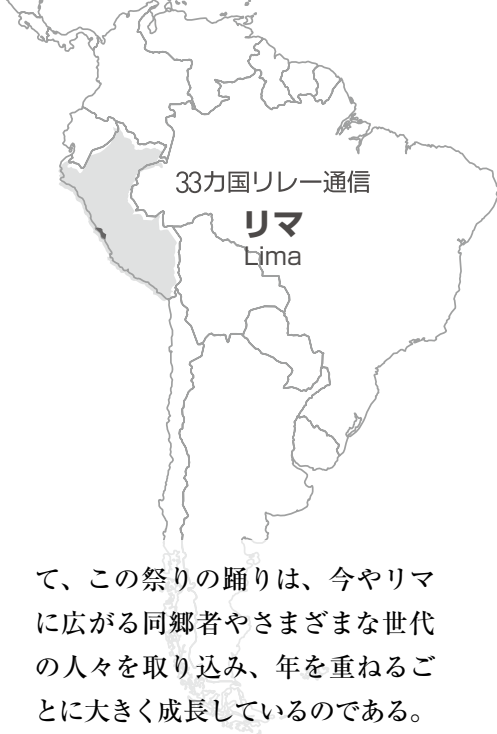 33カ国リレー通信
リマ
Lima
て、この祭りの踊りは、今やリマ
に広がる同郷者やさまざまな世代
の人々を取り込み、年を重ねるご
とに大きく成長しているのである。